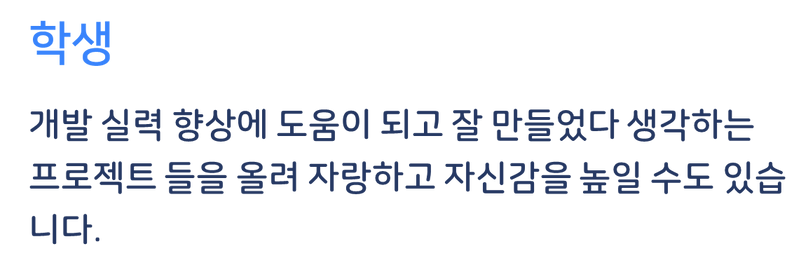 학생
개발 실력 향상에 도움이 되고 잘 만들었다 생각하는
프로젝트 들을 올려 자랑하고 자신감을 높일 수도 있습
니다.